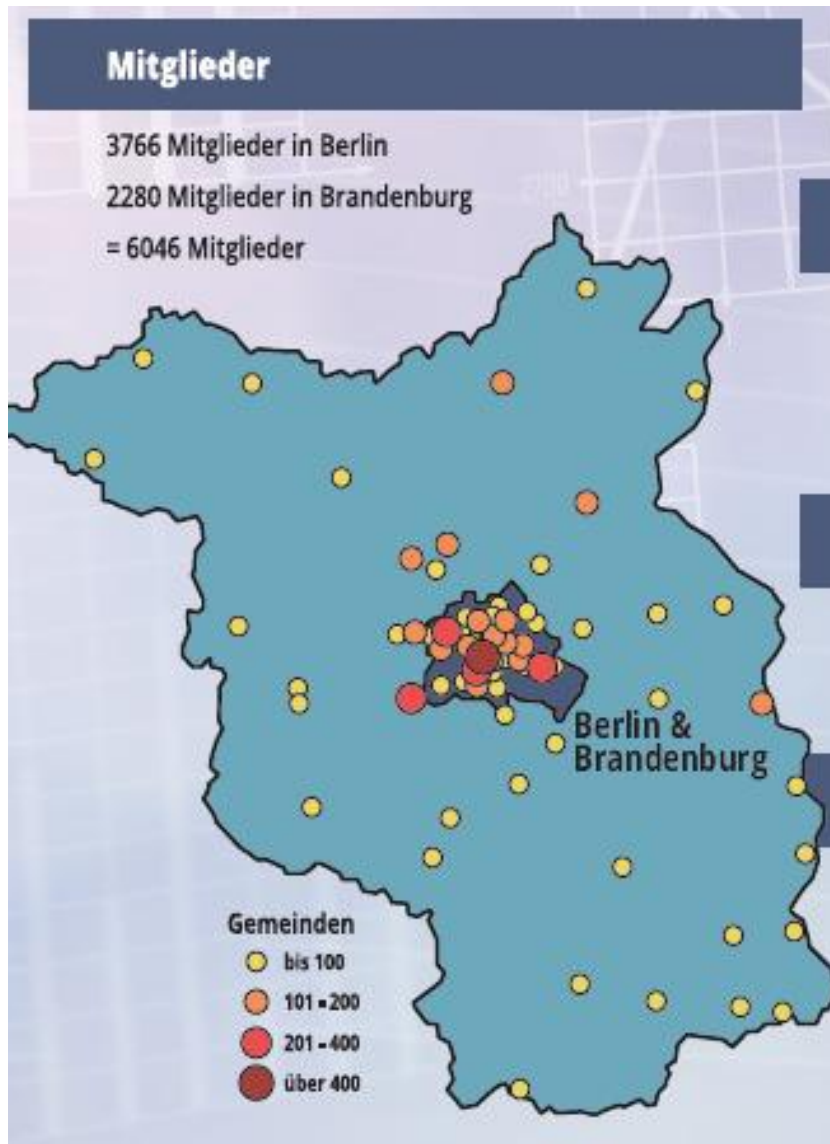 Mitglieder
3766 Mitglieder in Berlin
2280 Mitglieder in Brandenburg
= 6046 Mitglieder
Berlin &
Brandenburg
Gemeinden
bis 100
101 - 200
201 - 400
über 400